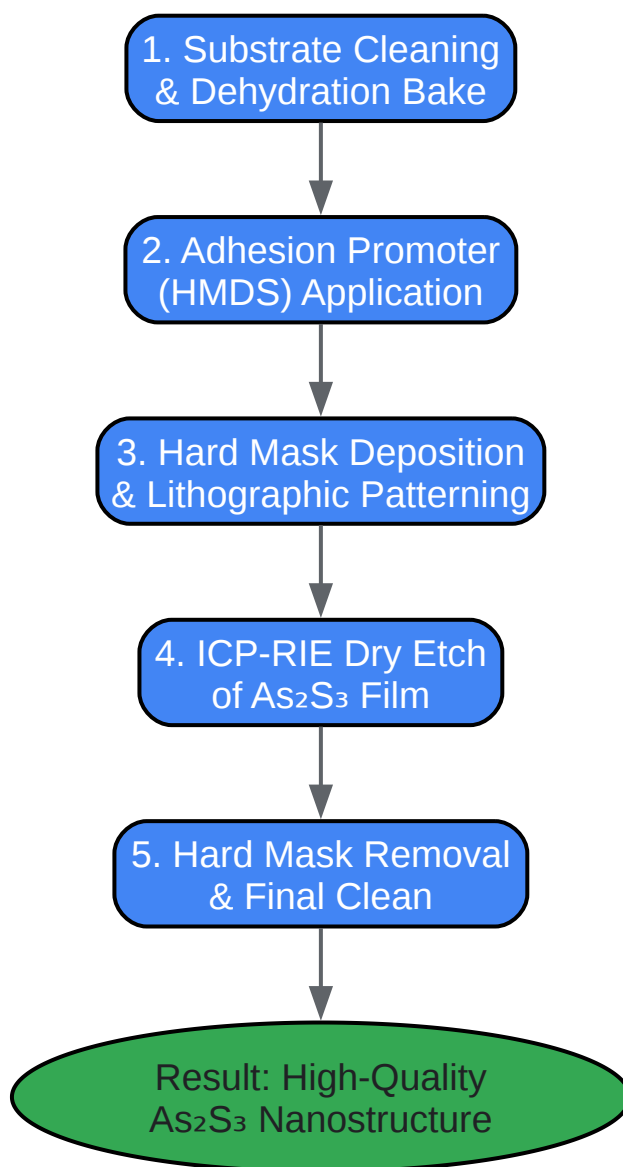 1. Substrate Cleaning
& Dehydration Bake
2. Adhesion Promoter
(HMDS) Application
3. Hard Mask Deposition
& Lithographic Patterning
4. ICP-RIE Dry Etch
of As₂S₃ Film
5. Hard Mask Removal
& Final Clean
Result: High-Quality
As₂S₃ Nanostructure